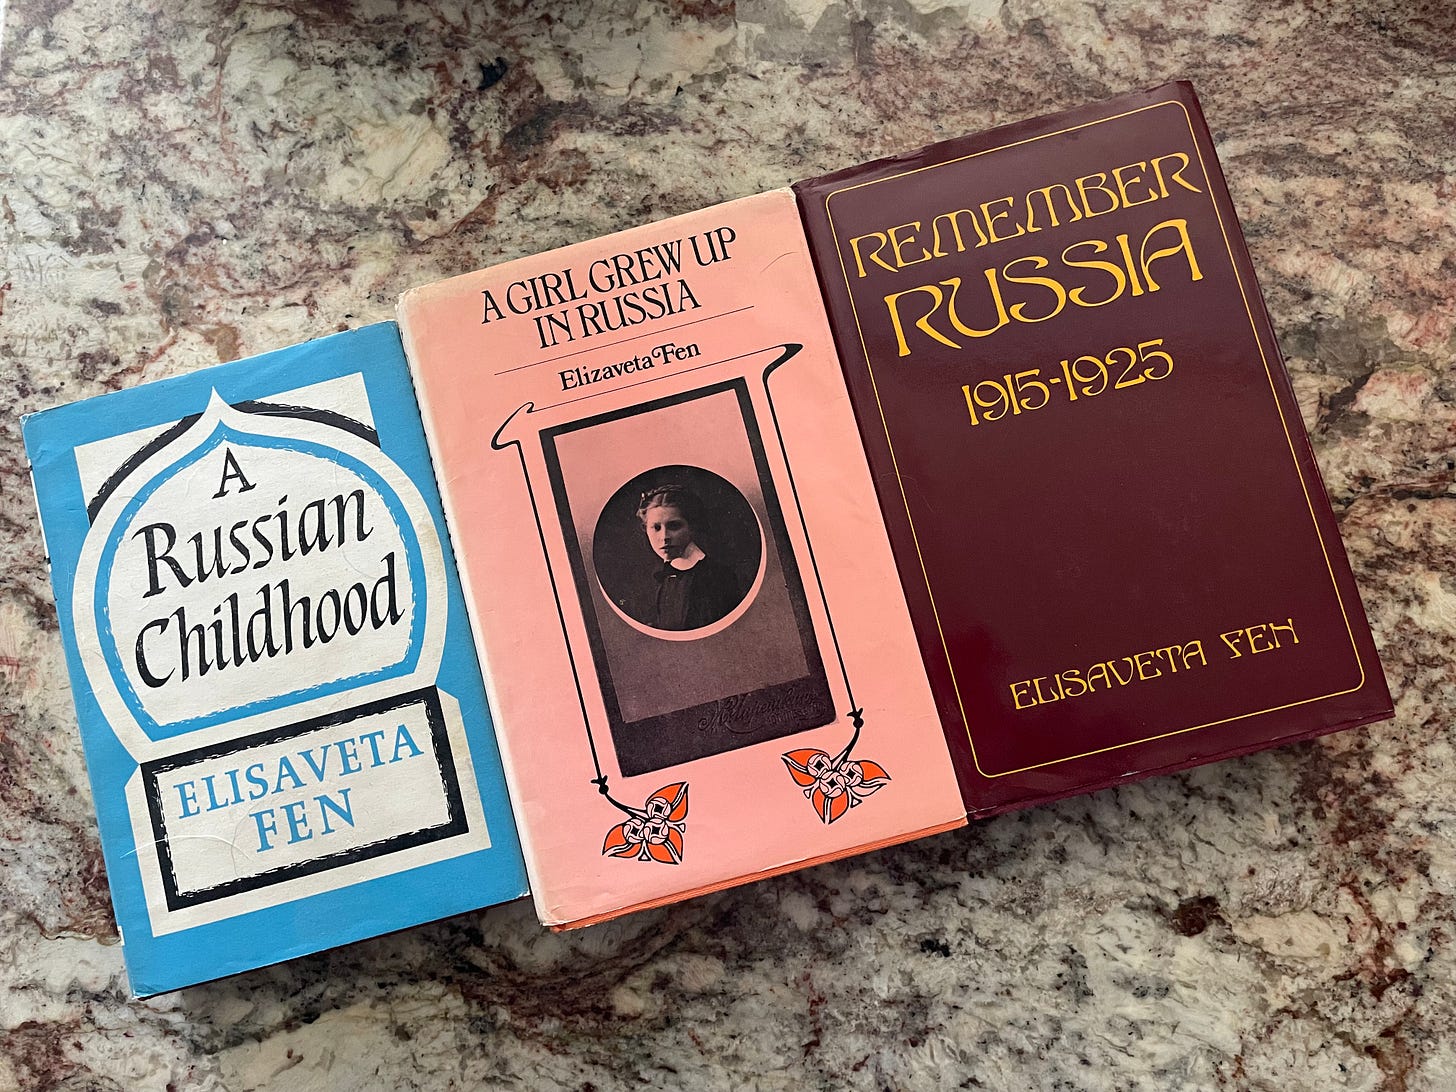 A
Russian
Childhood
ELISAVETA
FEN
A GIRL GREW UP
IN RUSSIA
Elizaveta Fen
REMEMBER
RUSSIA
1915-1925
ELISAVETA FEN